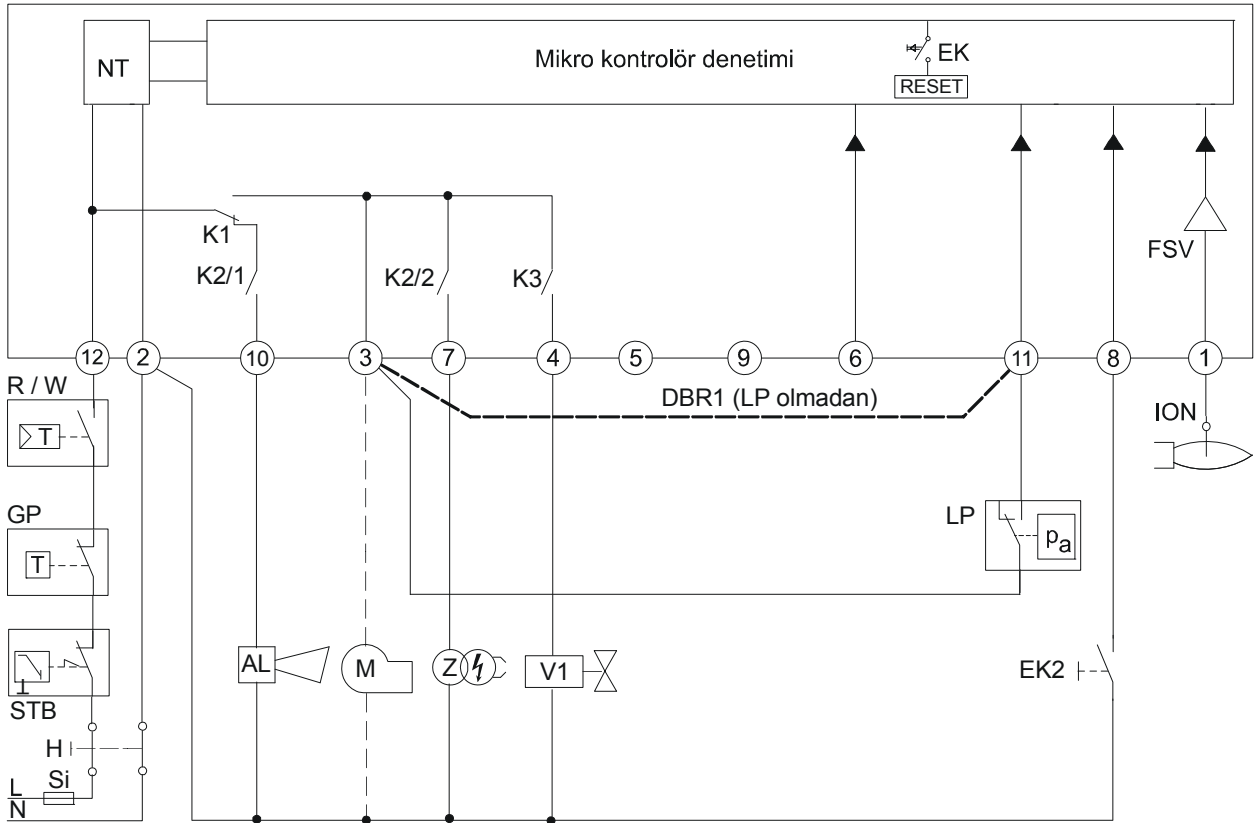 NT
Mikro kontrolör denetimi
EK
RESET
K1
K2/1
K2/2
K3
FSV
12
2
10
3
7
4
5
9
6
11
8
1
R / W
DBR1 (LP olmadan)
ION
T
GP
LP
pa
T
AL
M
Z
V1
EK2
STB
H
Si
L
N